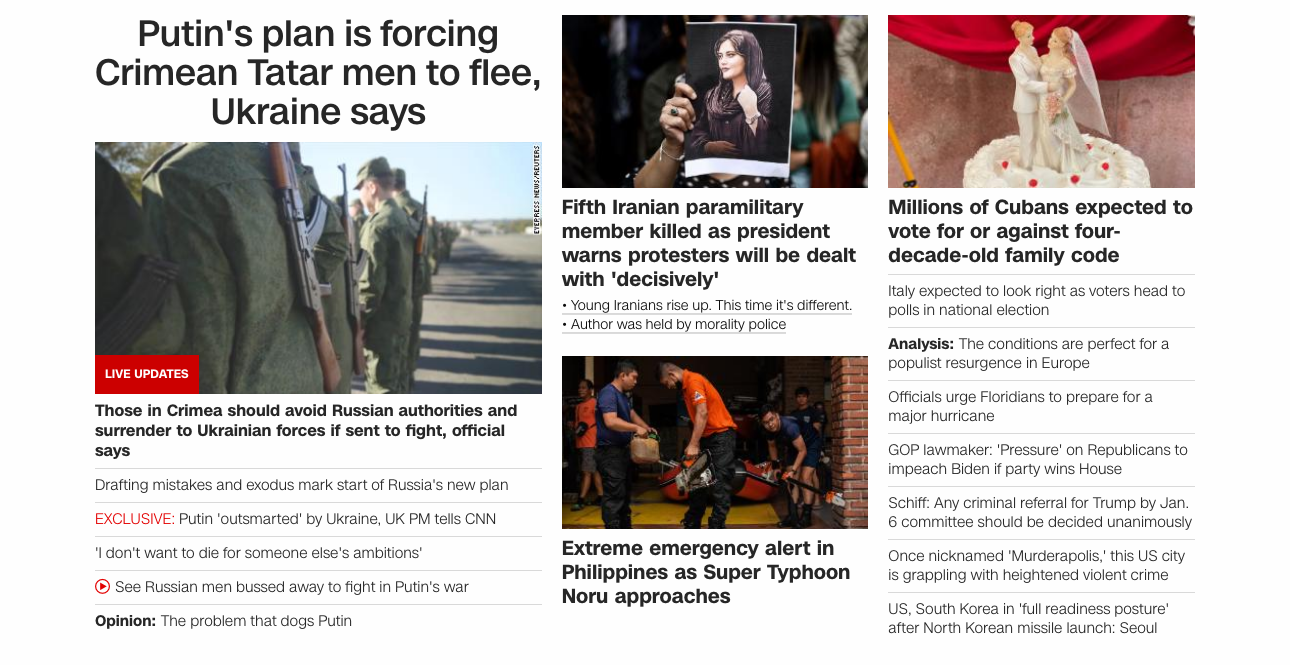 Putin's plan is forcing
Crimean Tatar men to flee,
Ukraine says
EYEPRESS NEWS/REUTERS
LIVE UPDATES
Those in Crimea should avoid Russian authorities and
surrender to Ukrainian forces if sent to fight, official
says
Drafting mistakes and exodus mark start of Russia's new plan
EXCLUSIVE: Putin 'outsmarted' by Ukraine, UK PM tells CNN
'I don't want to die for someone else's ambitions'
See Russian men bussed away to fight in Putin's war
Opinion: The problem that dogs Putin
Fifth Iranian paramilitary
member killed as president
warns protesters will be dealt
with 'decisively'
• Young Iranians rise up. This time it's different.
• Author was held by morality police
Extreme emergency alert in
Philippines as Super Typhoon
Noru approaches
Millions of Cubans expected to
vote for or against four-
decade-old family code
Italy expected to look right as voters head to
polls in national election
Analysis: The conditions are perfect for a
populist resurgence in Europe
Officials urge Floridians to prepare for a
major hurricane
GOP lawmaker: 'Pressure' on Republicans to
impeach Biden if party wins House
Schiff: Any criminal referral for Trump by Jan.
6 committee should be decided unanimously
Once nicknamed 'Murderapolis,' this US city
is grappling with heightened violent crime
US, South Korea in 'full readiness posture'
after North Korean missile launch: Seoul